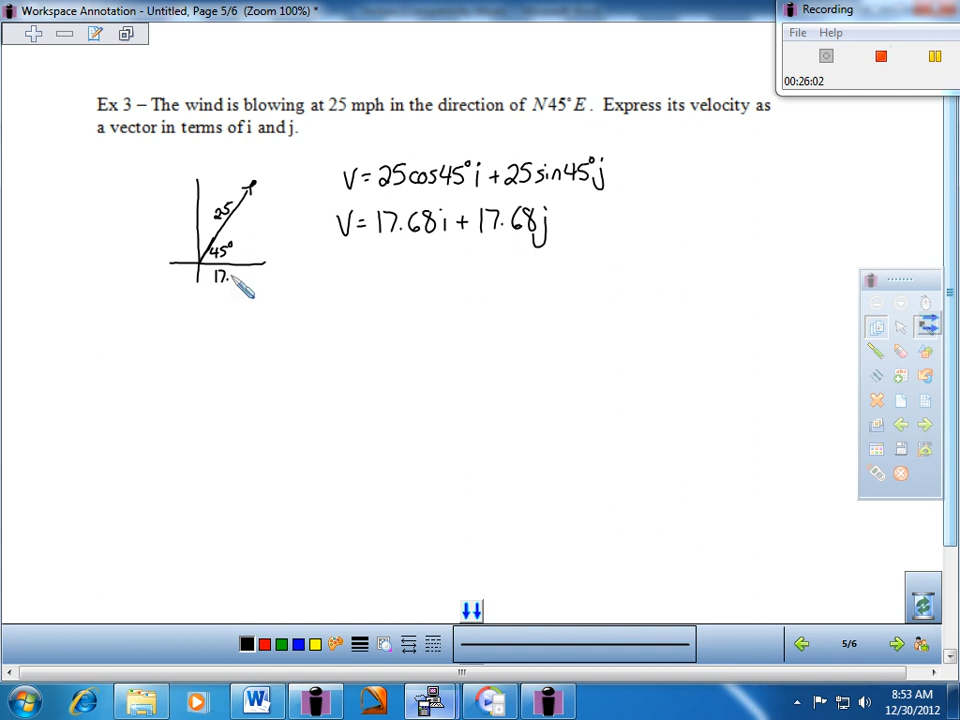 Workspace Annotation - Untitled, Page 5/6 (Zoom 100%) *
Recording
File Help
00:26:02
Ex 3 – The wind is blowing at 25 mph in the direction of N45°E. Express its velocity as
a vector in terms of i and j.
V = 25cos45°i + 25sin45°j
V = 17.68i + 17.68j
25
45°
17.
5/6
8:53 AM
12/30/2012